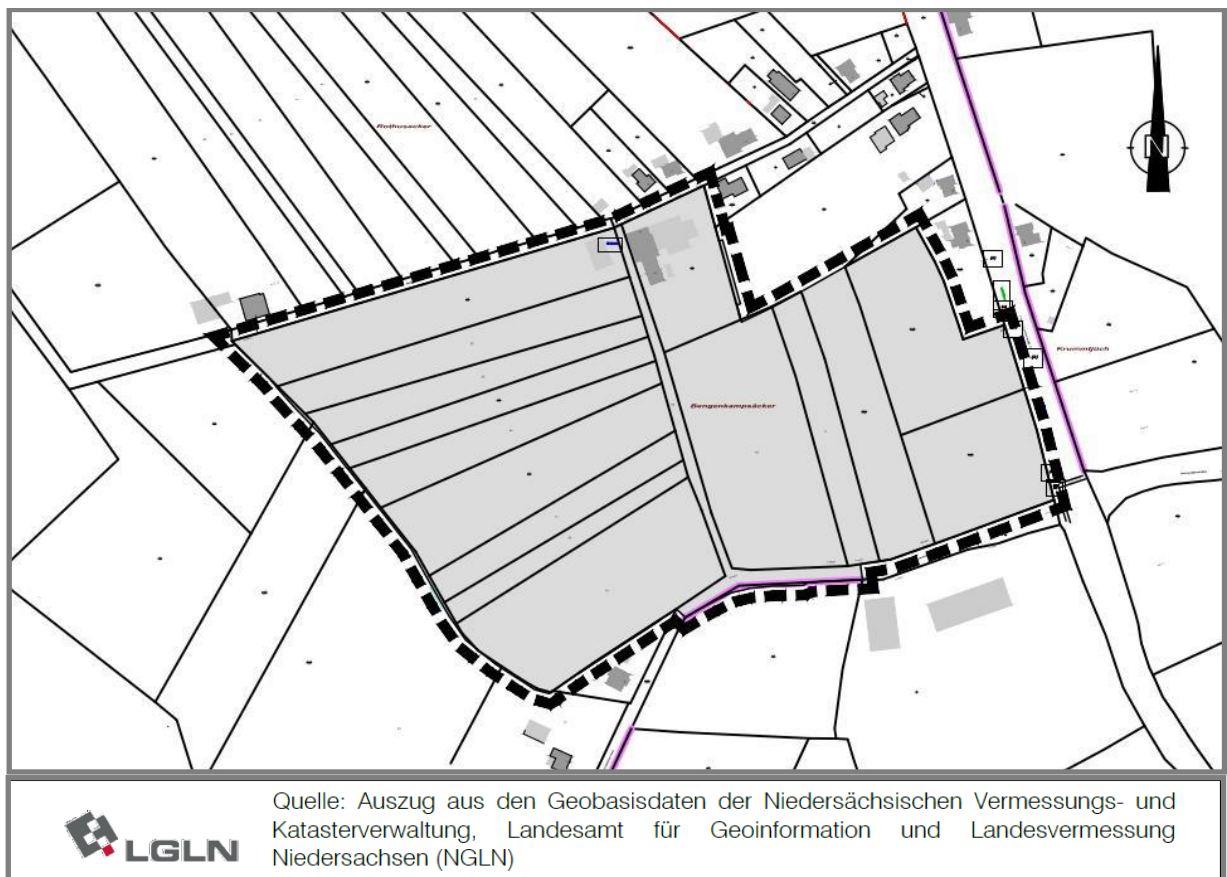 Rothusacker
N
Krummfjüch
Bengenkampsäcker
LGLN
Quelle: Auszug aus den Geobasisdaten der Niedersächsischen Vermessungs- und
Katasterverwaltung, Landesamt für Geoinformation und Landesvermessung
Niedersachsen (NGLN)